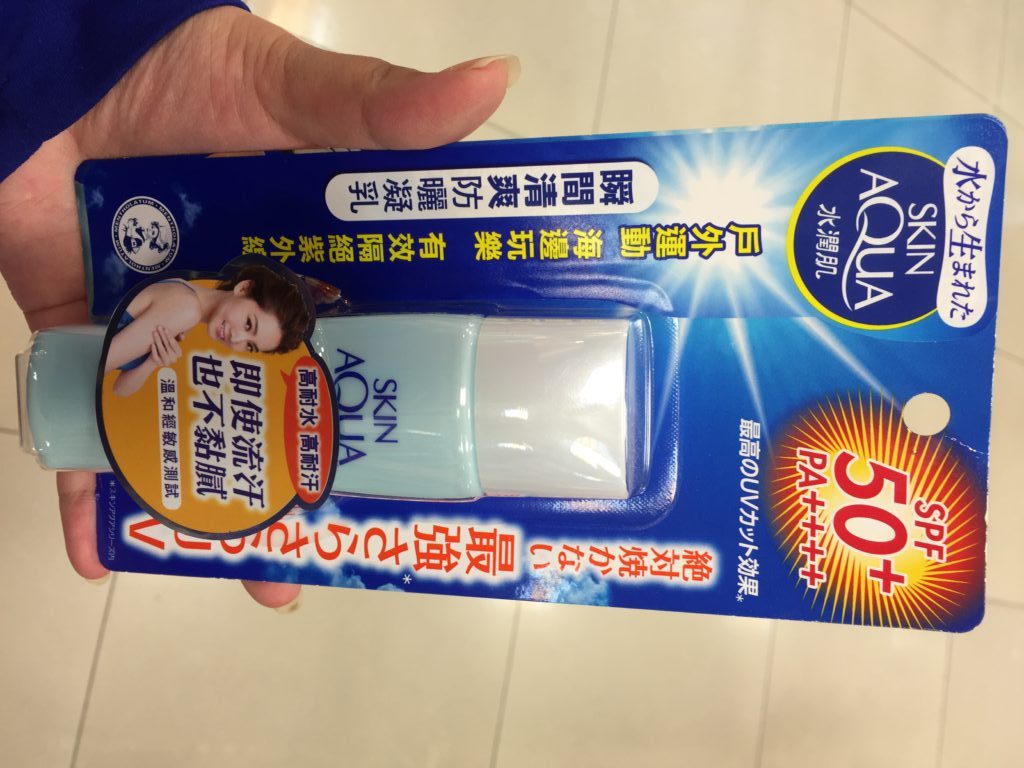 水から生まれた
SKIN
AQUA
水潤肌
SPF
50+
PA++++
最高のUVカット効果*
戶外運動 海邊玩樂 有效隔絕紫外線
瞬間清爽防曬凝乳
絶対焼かない
最強*さらさらUV
SKIN
AQUA
高耐水 高耐汗
即使流汗
也不黏膩
溫和經敏感測試